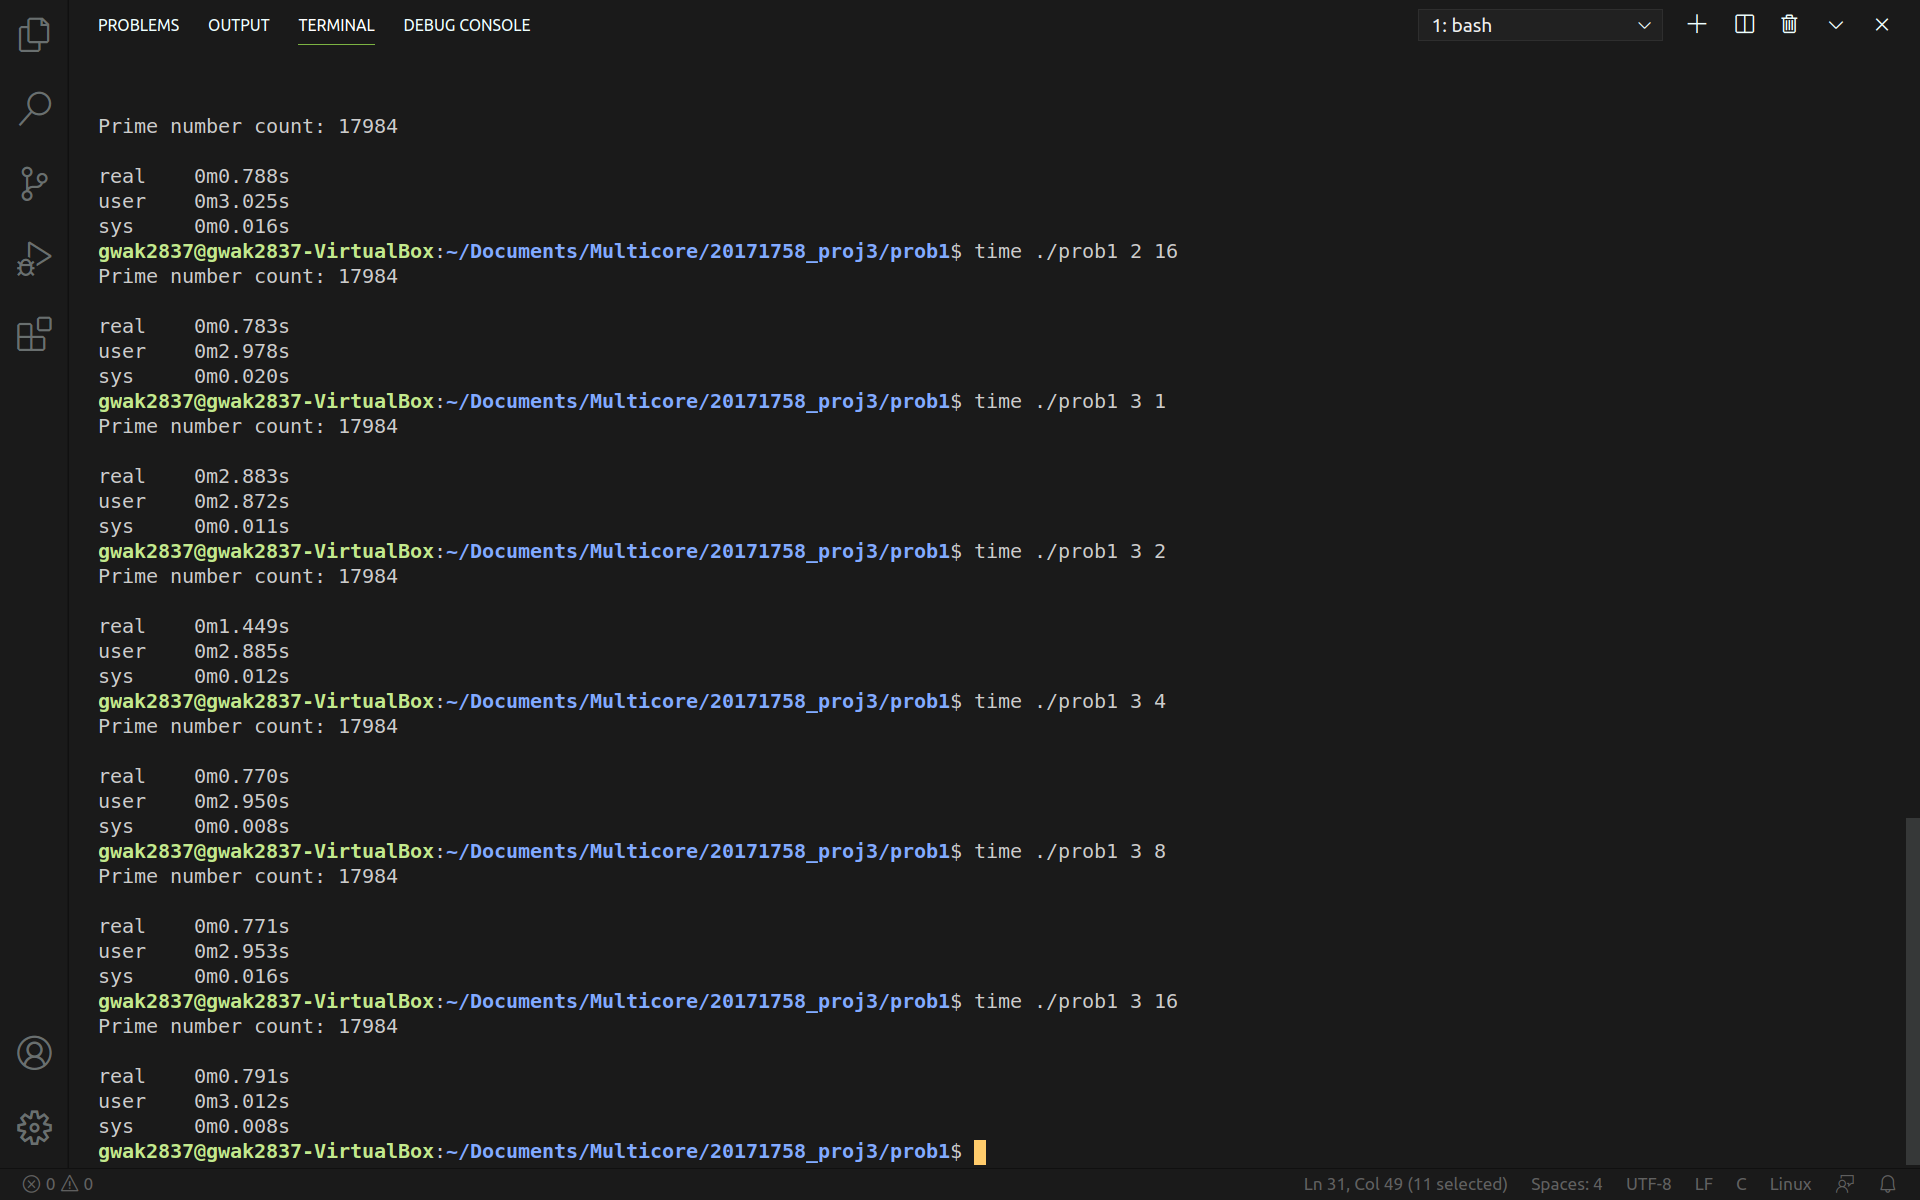 PROBLEMS OUTPUT TERMINAL DEBUG CONSOLE 1: bash
Prime number count: 17984
real 0m0.788s
user 0m3.025s
sys 0m0.016s
gwak2837@gwak2837-VirtualBox:~/Documents/Multicore/20171758_proj3/prob1$ time ./prob1 2 16
Prime number count: 17984
real 0m0.783s
user 0m2.978s
sys 0m0.020s
gwak2837@gwak2837-VirtualBox:~/Documents/Multicore/20171758_proj3/prob1$ time ./prob1 3 1
Prime number count: 17984
real 0m2.883s
user 0m2.872s
sys 0m0.011s
gwak2837@gwak2837-VirtualBox:~/Documents/Multicore/20171758_proj3/prob1$ time ./prob1 3 2
Prime number count: 17984
real 0m1.449s
user 0m2.885s
sys 0m0.012s
gwak2837@gwak2837-VirtualBox:~/Documents/Multicore/20171758_proj3/prob1$ time ./prob1 3 4
Prime number count: 17984
real 0m0.770s
user 0m2.950s
sys 0m0.008s
gwak2837@gwak2837-VirtualBox:~/Documents/Multicore/20171758_proj3/prob1$ time ./prob1 3 8
Prime number count: 17984
real 0m0.771s
user 0m2.953s
sys 0m0.016s
gwak2837@gwak2837-VirtualBox:~/Documents/Multicore/20171758_proj3/prob1$ time ./prob1 3 16
Prime number count: 17984
real 0m0.791s
user 0m3.012s
sys 0m0.008s
gwak2837@gwak2837-VirtualBox:~/Documents/Multicore/20171758_proj3/prob1$
0 0 Ln 31, Col 49 (11 selected) Spaces: 4 UTF-8 LF C Linux